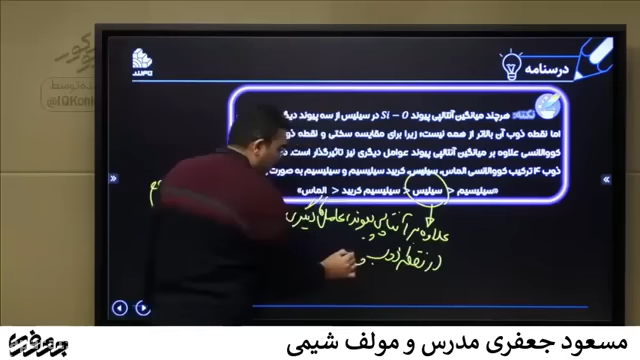 درسنامه
نکته: هرچند میانگین آنتالپی پیوند Si – O در سیلیس از سه پیوند دیگر
اما نقطه ذوب آن بالاتر از همه نیست؛ زیرا برای مقایسه سختی و نقطه ذوب
کووالانسی علاوه بر میانگین آنتالپی پیوند عوامل دیگری نیز تاثیرگذار است.
ذوب ۴ ترکیب کووالانسی الماس، سیلیس، کربید سیلیسیم و سیلیسیم به صورت
«سیلیسیم < سیلیس < سیلیسیم کربید < الماس»
علاوه بر آنتالپی پیوند، عامل دیگری
در نقطه ذوب و
@IQKonk
مسعود جعفری مدرس و مولف شیمی